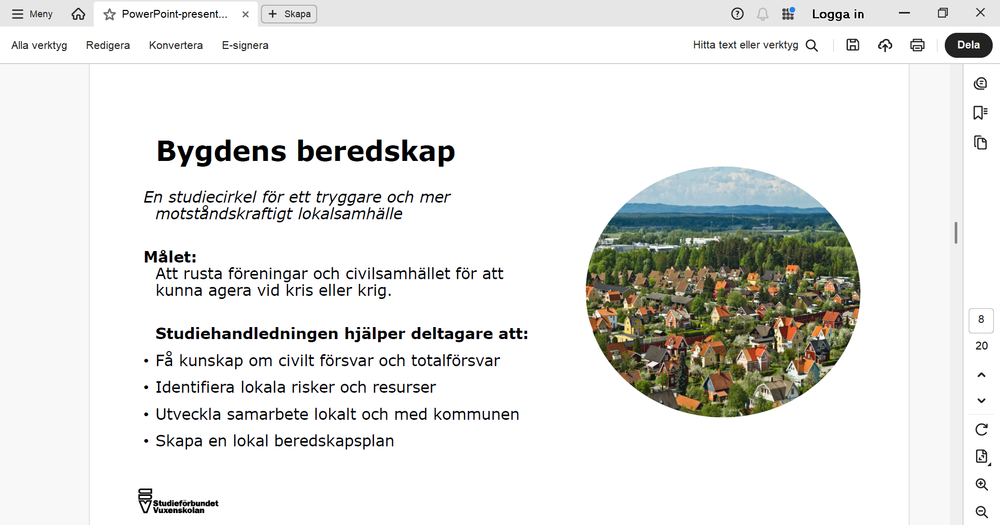 Meny
PowerPoint-present...
Skapa
Logga in
Alla verktyg
Redigera
Konvertera
E-signera
Hitta text eller verktyg
Dela
Bygdens beredskap
En studiecirkel för ett tryggare och mer
motståndskraftigt lokalsamhälle
Målet:
Att rusta föreningar och civilsamhället för att
kunna agera vid kris eller krig.
Studiehandledningen hjälper deltagare att:
• Få kunskap om civilt försvar och totalförsvar
• Identifiera lokala risker och resurser
• Utveckla samarbete lokalt och med kommunen
• Skapa en lokal beredskapsplan
Studieförbundet
Vuxenskolan
8
20